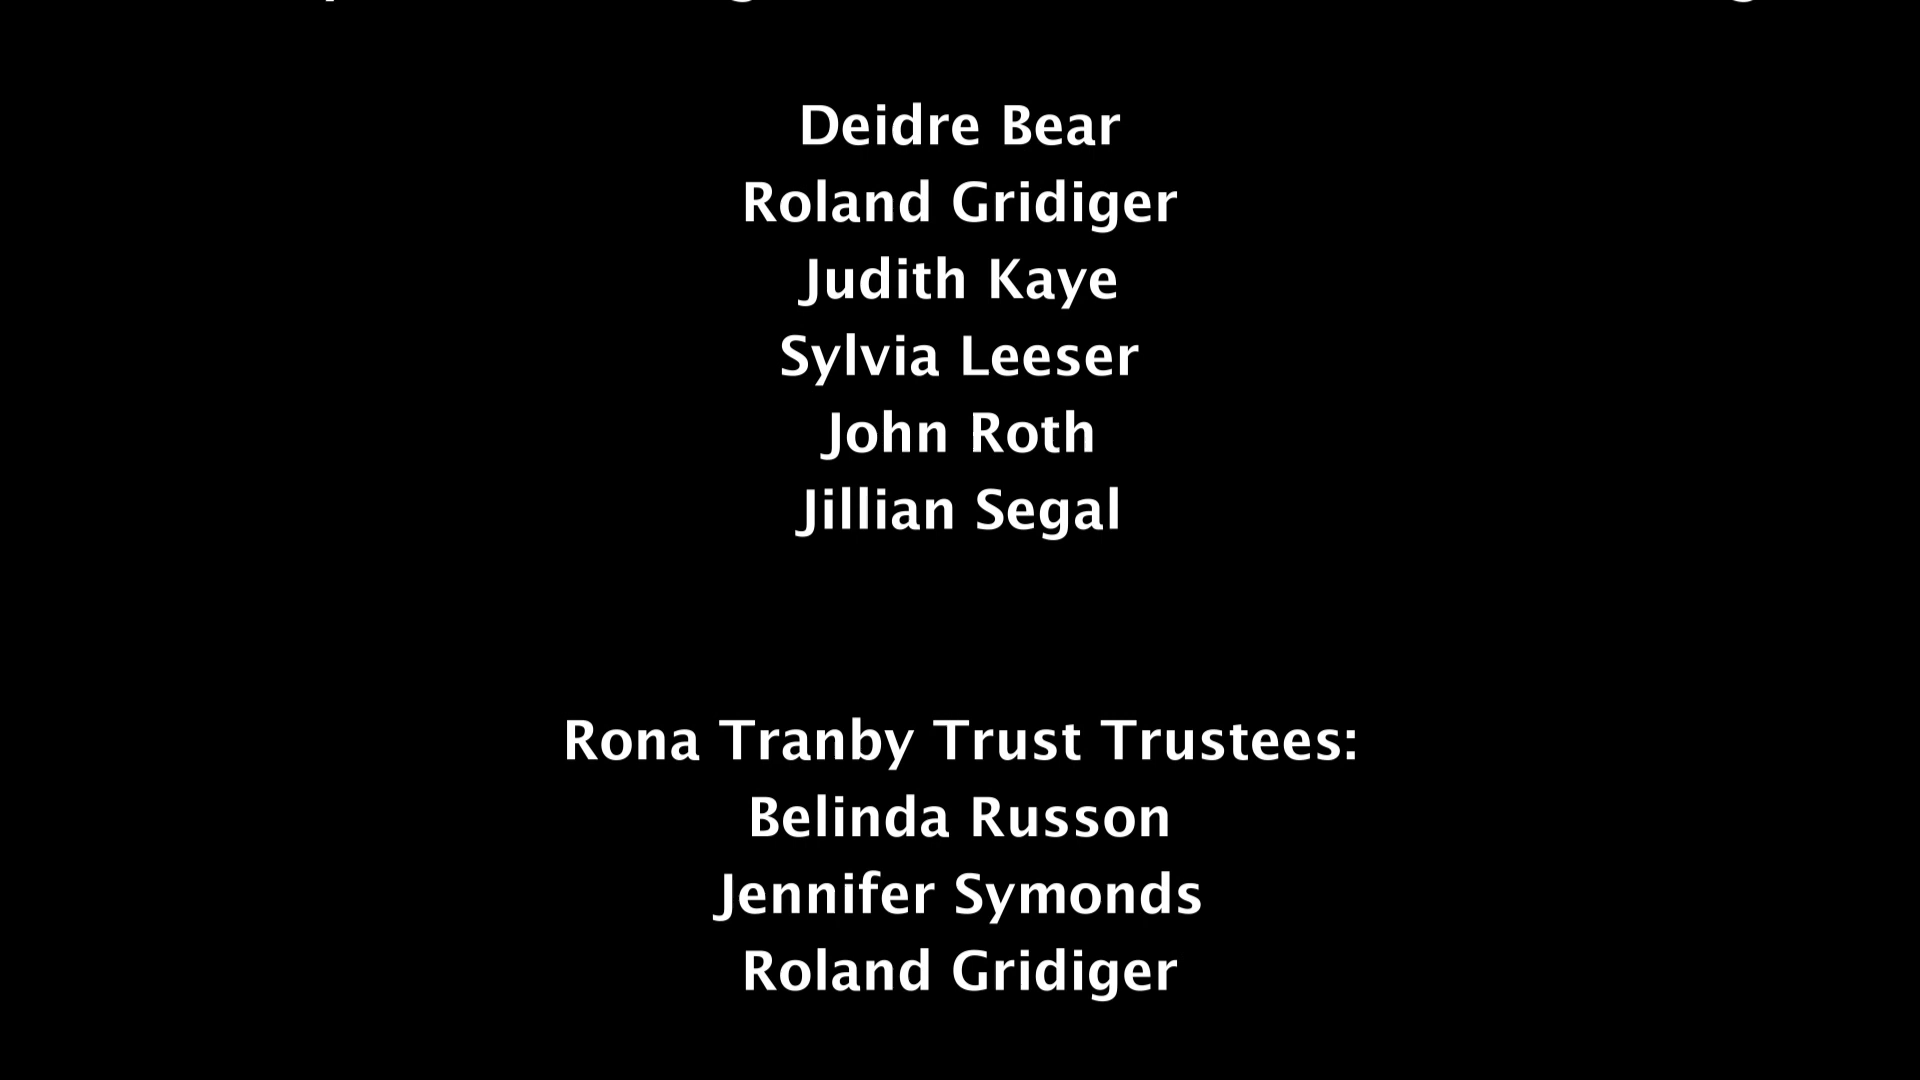 Deidre Bear
Roland Gridiger
Judith Kaye
Sylvia Leeser
John Roth
Jillian Segal
Rona Tranby Trust Trustees:
Belinda Russon
Jennifer Symonds
Roland Gridiger